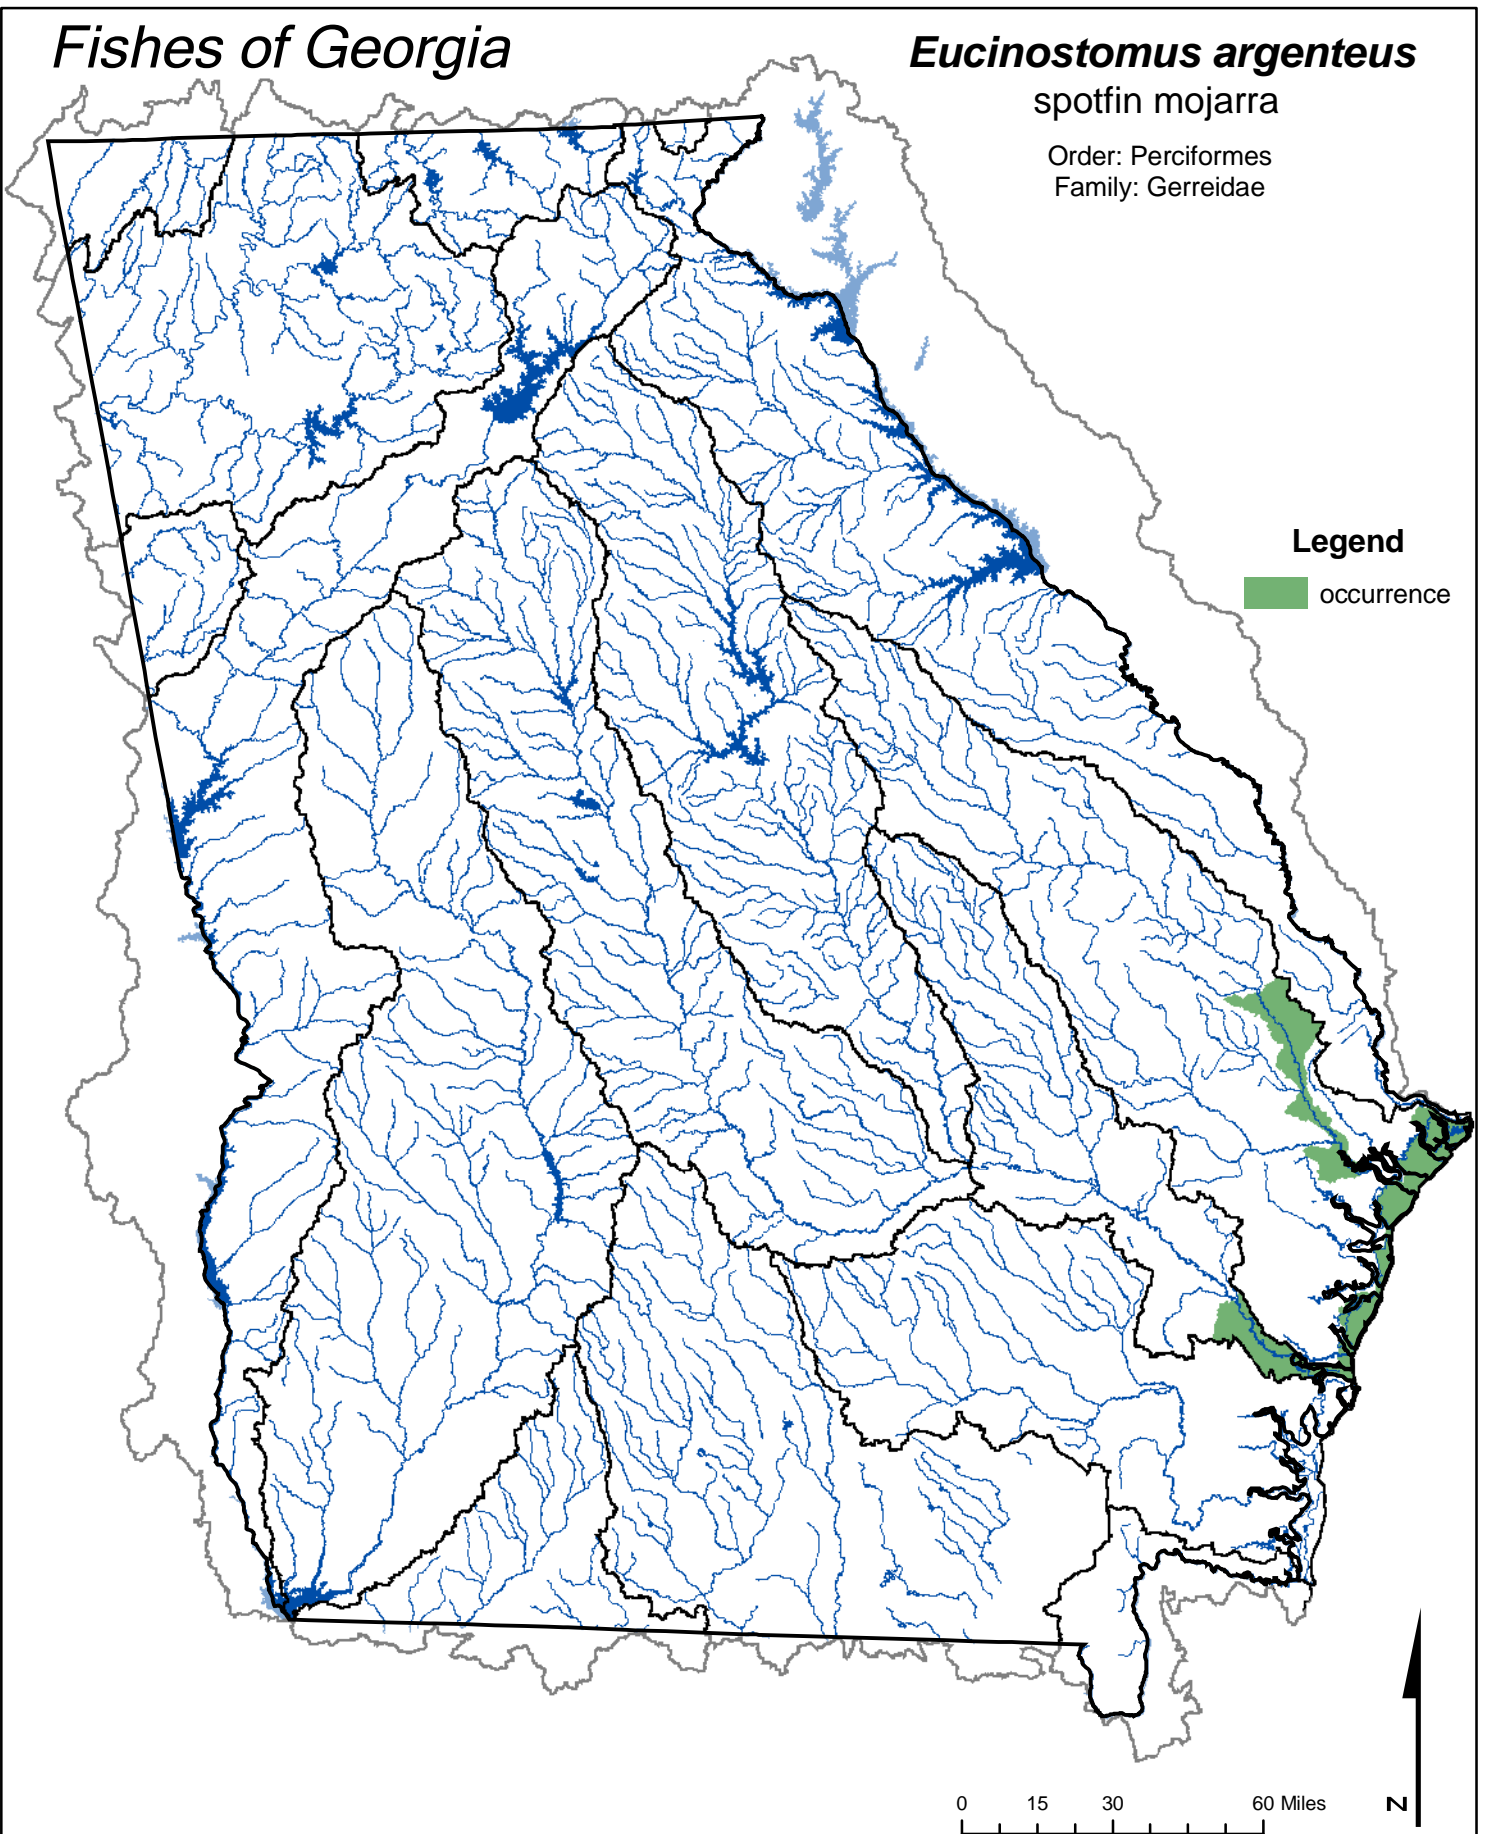 Fishes of Georgia
Eucinostomus argenteus
spotfin mojarra
Order: Perciformes
Family: Gerreidae
Legend
occurrence
0 15 30 60 Miles
N